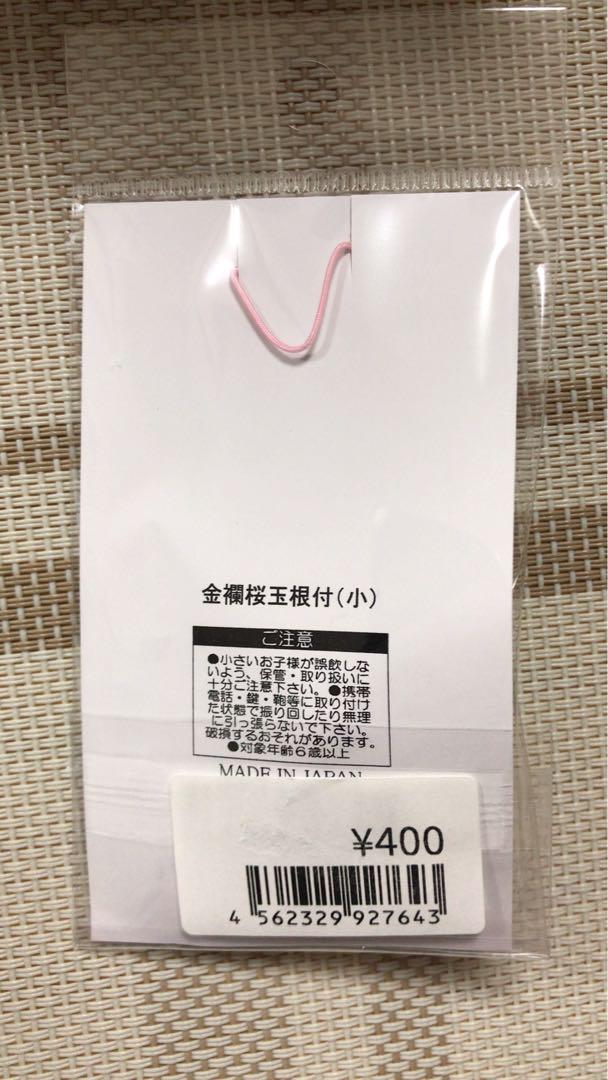 金襴桜玉根付(小)
ご注意
●小さいお子様が誤飲しな
いよう、保管・取り扱いに
十分ご注意下さい。●携帯
電話・鍵・鞄等に取り付け
た状態で振り回したり無理
に引っ張らないで下さい。
破損するおそれがあります。
●対象年齢6歳以上
MADE IN JAPAN
¥400
4 562329 927643